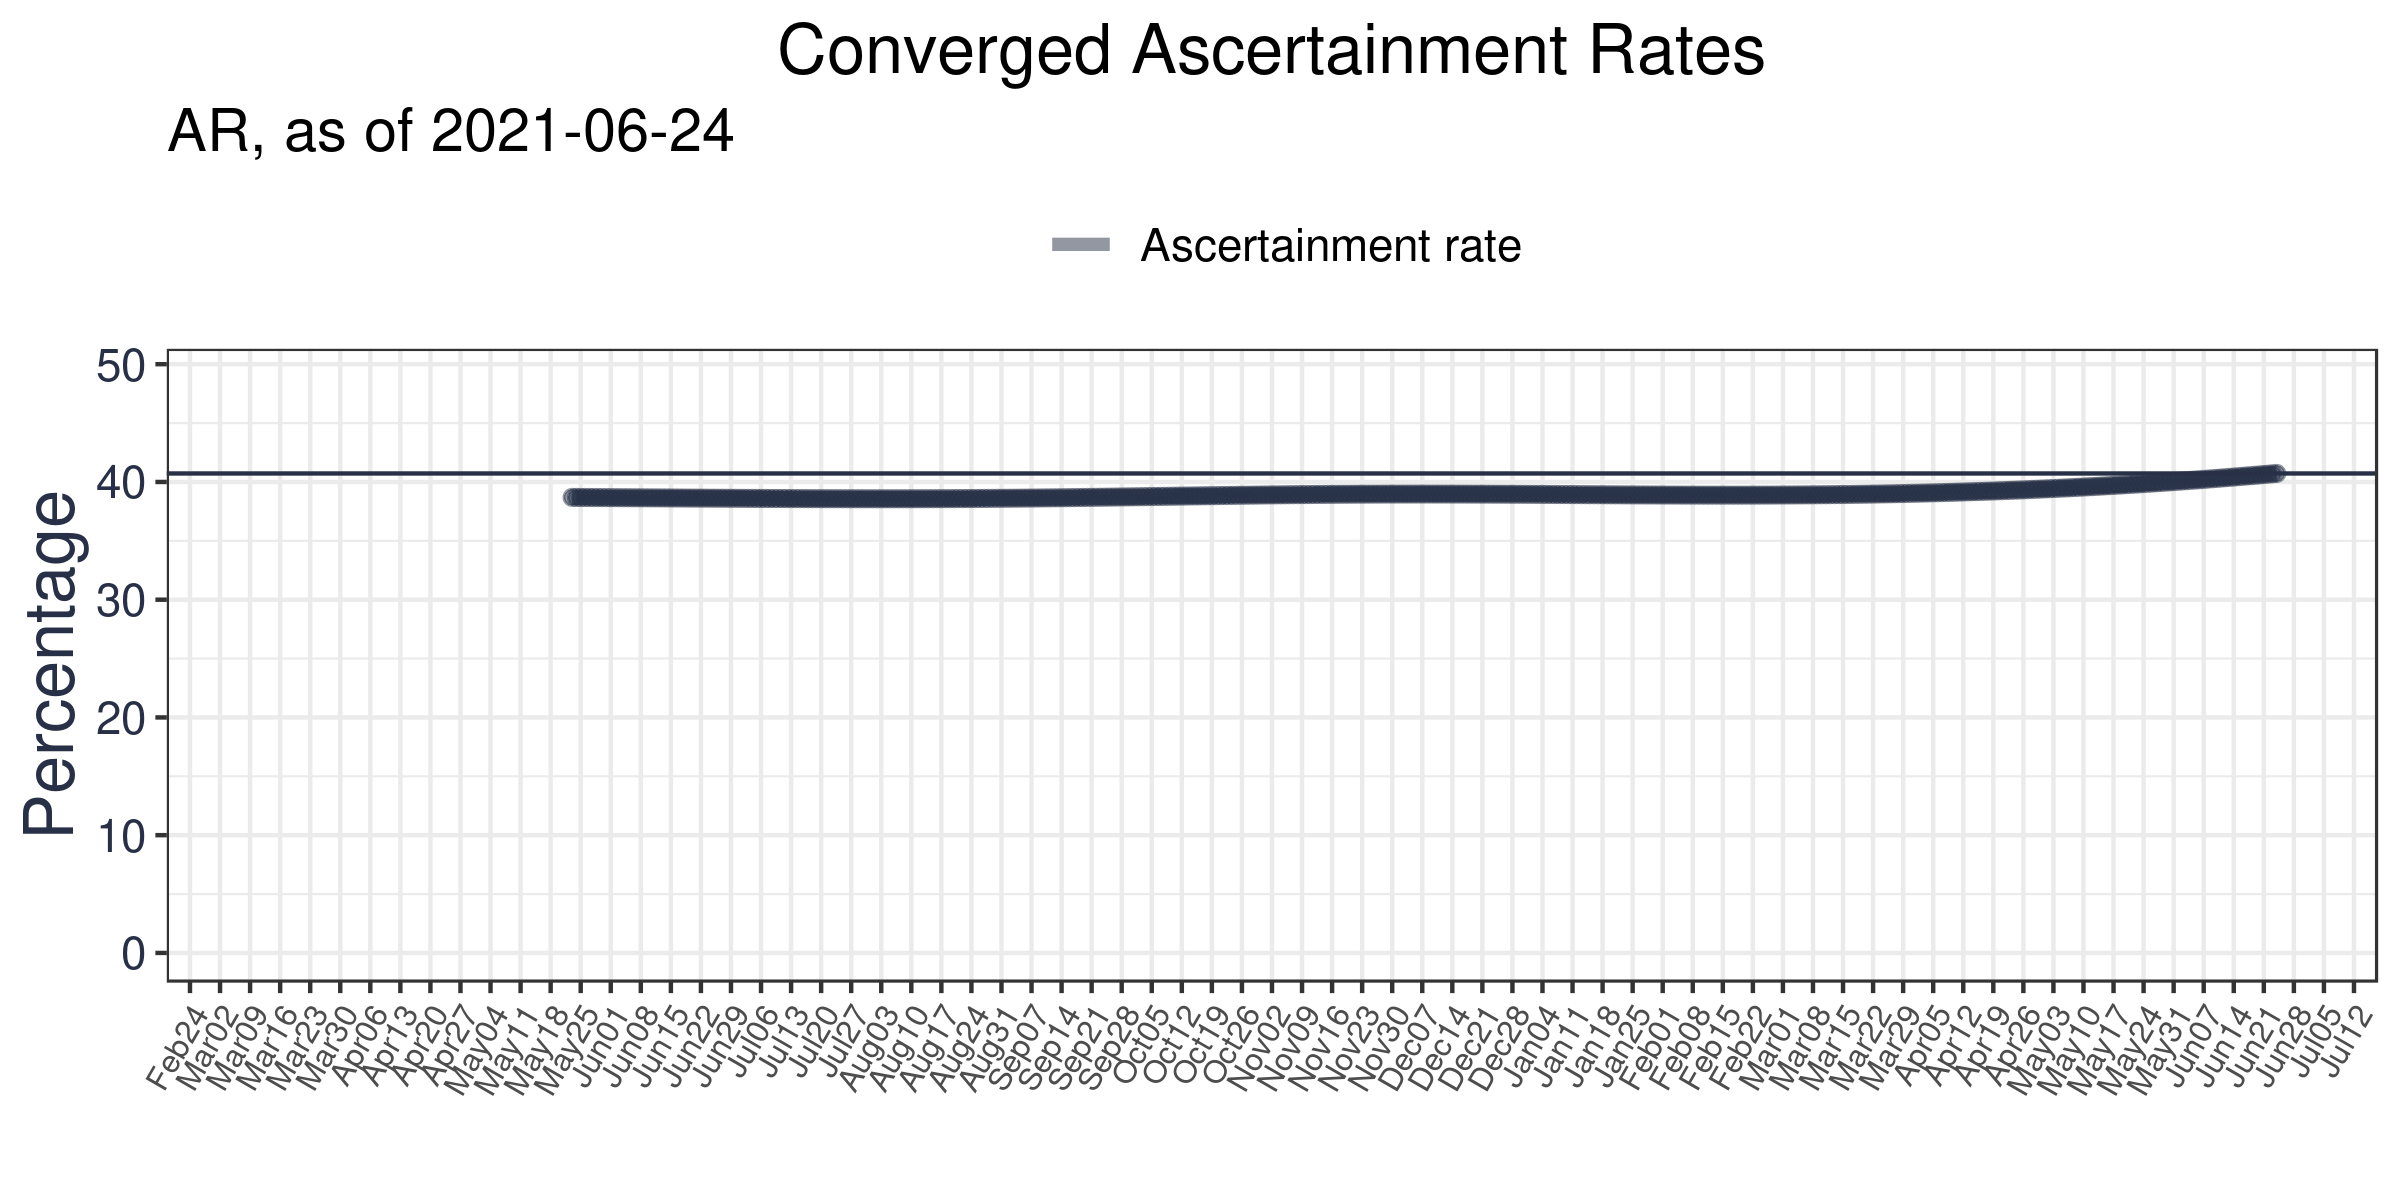 Converged Ascertainment Rates
AR, as of 2021-06-24
Ascertainment rate
Percentage
50
40
30
20
10
0
Feb24
Mar02
Mar09
Mar16
Mar23
Mar30
Apr06
Apr13
Apr20
Apr27
May04
May11
May18
May25
Jun01
Jun08
Jun15
Jun22
Jun29
Jul06
Jul13
Jul20
Jul27
Aug03
Aug10
Aug17
Aug24
Aug31
Sep07
Sep14
Sep21
Sep28
Oct05
Oct12
Oct19
Oct26
Nov02
Nov09
Nov16
Nov23
Nov30
Dec07
Dec14
Dec21
Dec28
Jan04
Jan11
Jan18
Jan25
Feb01
Feb08
Feb15
Feb22
Mar01
Mar08
Mar15
Mar22
Mar29
Apr05
Apr12
Apr19
Apr26
May03
May10
May17
May24
May31
Jun07
Jun14
Jun21
Jun28
Jul05
Jul12